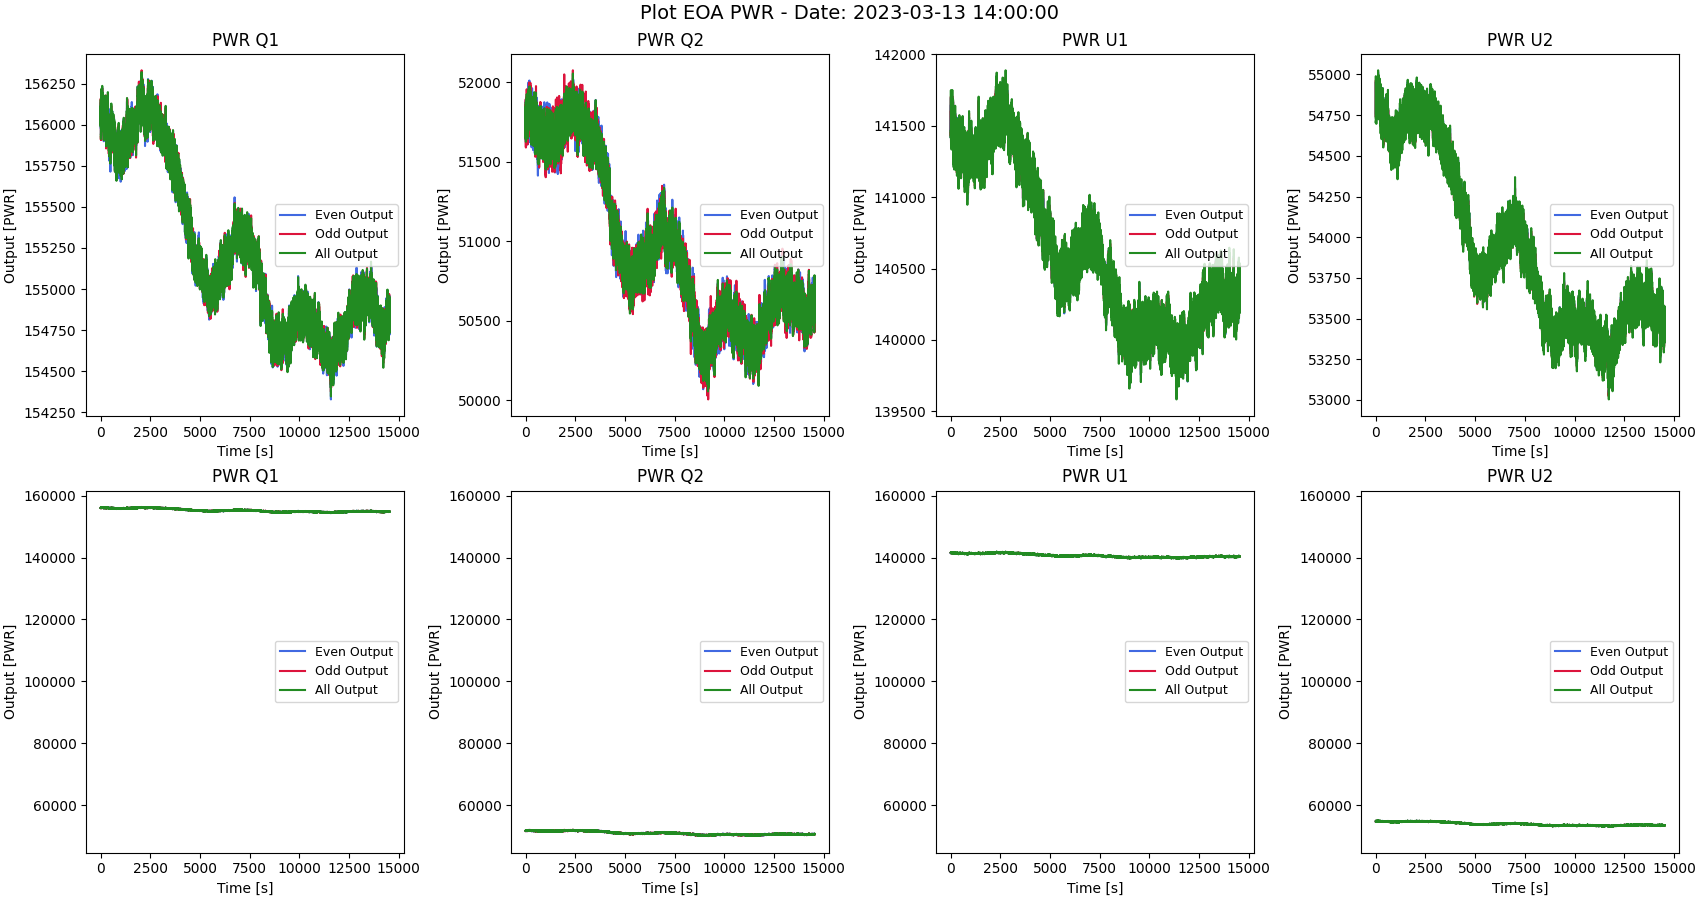 Plot EOA PWR - Date: 2023-03-13 14:00:00
PWR Q1
156250
156000
155750
155500
155250
155000
154750
154500
154250
Output [PWR]
Even Output
Odd Output
All Output
0 2500 5000 7500 10000 12500 15000
Time [s]
PWR Q2
52000
51500
51000
50500
50000
Output [PWR]
Even Output
Odd Output
All Output
0 2500 5000 7500 10000 12500 15000
Time [s]
PWR U1
142000
141500
141000
140500
140000
139500
Output [PWR]
Even Output
Odd Output
All Output
0 2500 5000 7500 10000 12500 15000
Time [s]
PWR U2
55000
54750
54500
54250
54000
53750
53500
53250
53000
Output [PWR]
Even Output
Odd Output
All Output
0 2500 5000 7500 10000 12500 15000
Time [s]
PWR Q1
160000
140000
120000
100000
80000
60000
Output [PWR]
Even Output
Odd Output
All Output
0 2500 5000 7500 10000 12500 15000
Time [s]
PWR Q2
160000
140000
120000
100000
80000
60000
Output [PWR]
Even Output
Odd Output
All Output
0 2500 5000 7500 10000 12500 15000
Time [s]
PWR U1
160000
140000
120000
100000
80000
60000
Output [PWR]
Even Output
Odd Output
All Output
0 2500 5000 7500 10000 12500 15000
Time [s]
PWR U2
160000
140000
120000
100000
80000
60000
Output [PWR]
Even Output
Odd Output
All Output
0 2500 5000 7500 10000 12500 15000
Time [s]